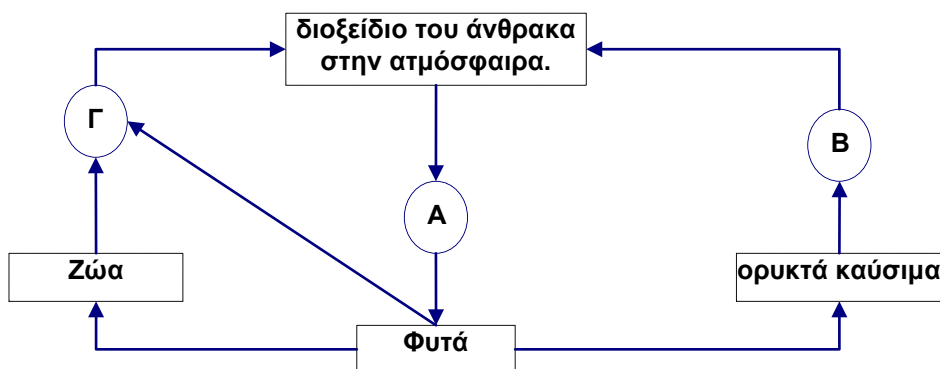 διοξείδιο του άνθρακα
στην ατμόσφαιρα.
Γ
Β
Α
Ζώα
ορυκτά καύσιμα
Φυτά